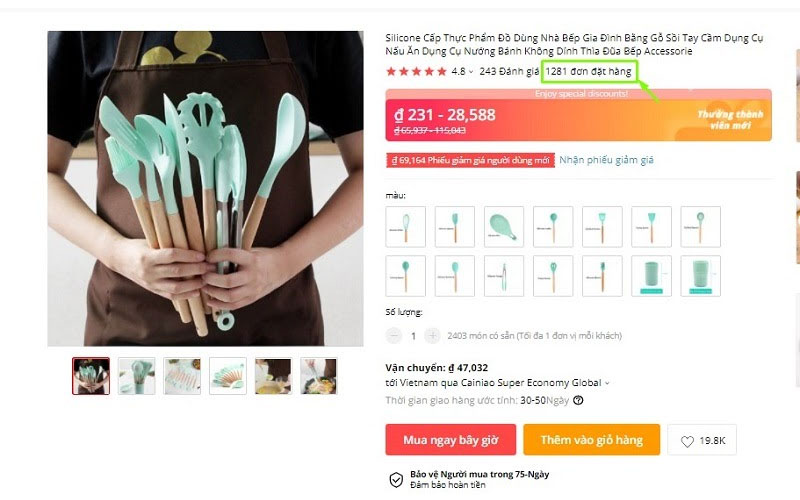 Silicone Cấp Thực Phẩm Đồ Dùng Nhà Bếp Gia Đình Bằng Gỗ Sồi Tay Cầm Dụng Cụ
Nấu Ăn Dụng Cụ Nướng Bánh Không Dính Thìa Đũa Bếp Accessorie
4.8 243 Đánh giá 1281 đơn đặt hàng
Enjoy special discounts!
₫ 231 - 28,588
₫ 65,937 - 115,043
Thưởng thành
viên mới
₫ 69,164 Phiếu giảm giá người dùng mới Nhận phiếu giảm giá
màu:
Số lượng:
1 2403 món có sẵn (Tối đa 1 đơn vị mỗi khách)
Vận chuyển: ₫ 47,032
tới Vietnam qua Cainiao Super Economy Global
Thời gian giao hàng ước tính: 30-50Ngày
Mua ngay bây giờ Thêm vào giỏ hàng 19.8K
Bảo vệ Người mua trong 75-Ngày
Đảm bảo hoàn tiền